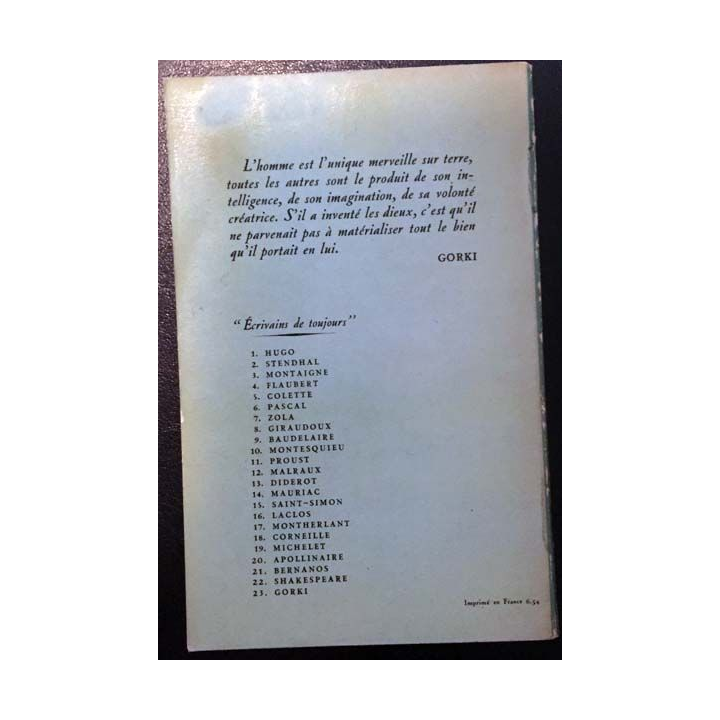 L'homme est l'unique merveille sur terre,
toutes les autres sont le produit de son in-
telligence, de son imagination, de sa volonté
créatrice. S'il a inventé les dieux, c'est qu'il
ne parvenait pas à matérialiser tout le bien
qu'il portait en lui.
GORKI
"Écrivains de toujours"
1. HUGO
2. STENDHAL
3. MONTAIGNE
4. FLAUBERT
5. COLETTE
6. PASCAL
7. ZOLA
8. GIRAUDOUX
9. BAUDELAIRE
10. MONTESQUIEU
11. PROUST
12. MALRAUX
13. DIDEROT
14. MAURIAC
15. SAINT-SIMON
16. LACLOS
17. MONTHERLANT
18. CORNEILLE
19. MICHELET
20. APOLLINAIRE
21. BERNANOS
22. SHAKESPEARE
23. GORKI
Imprimé en France 6-54